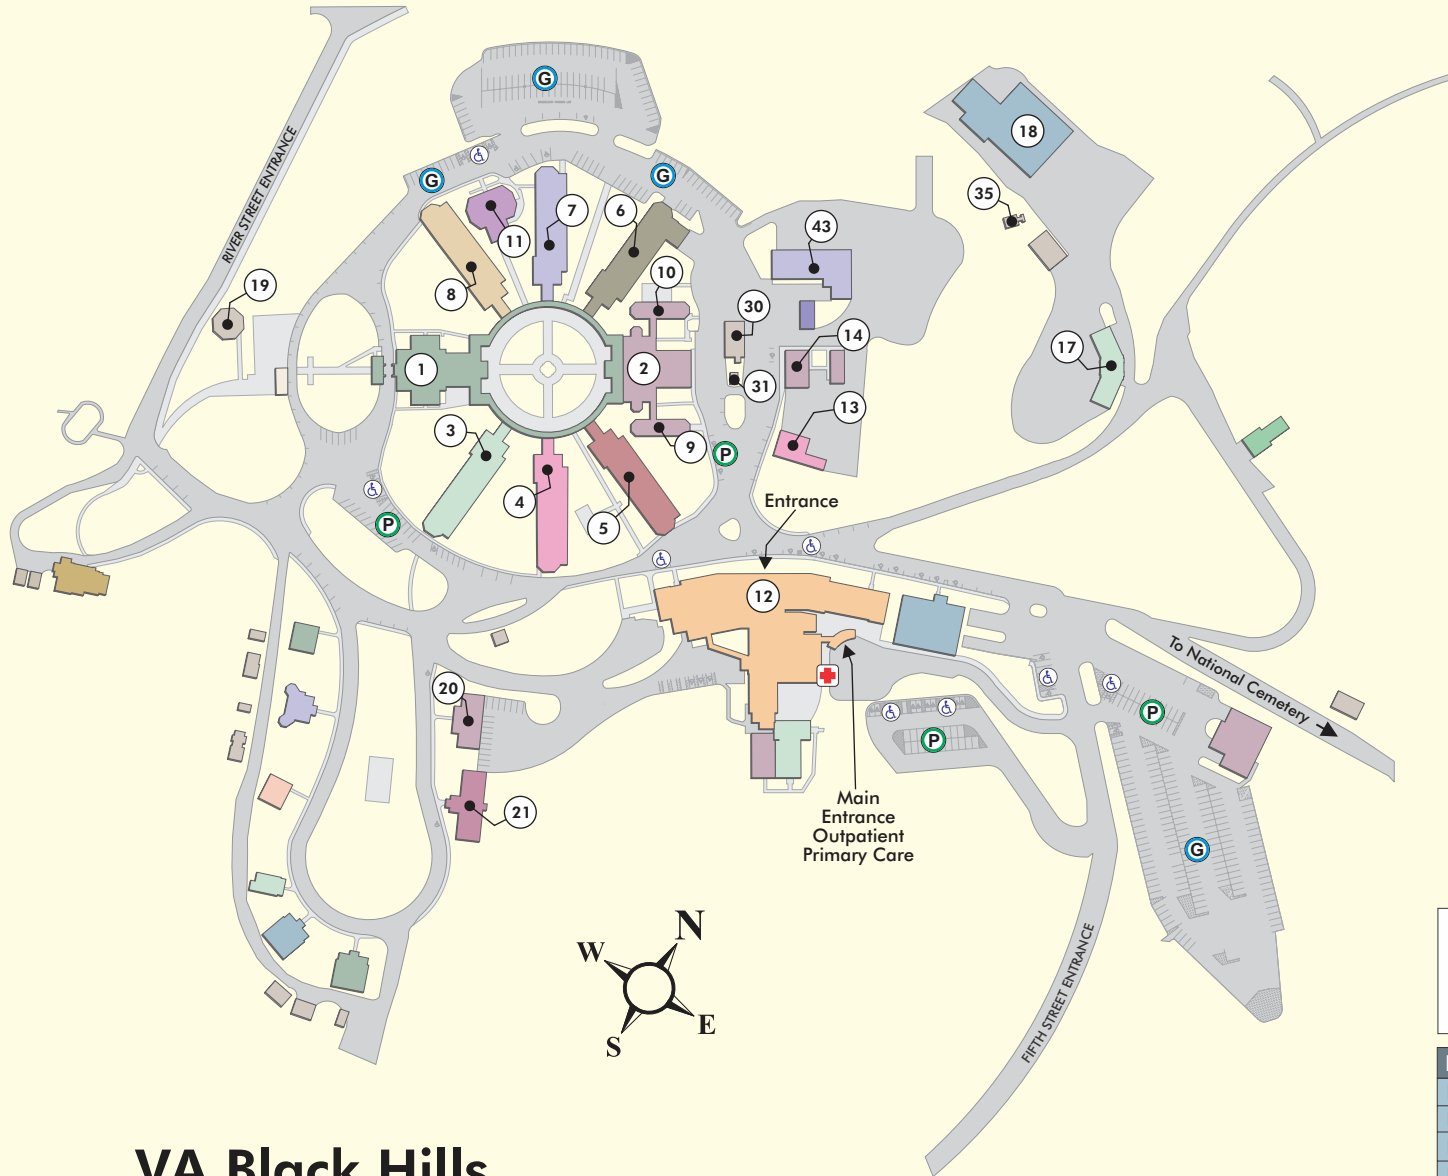 G
RIVER STREET ENTRANCE
18
G
G
35
7
6
43
11
19
10
8
30
14
17
1
2
31
13
3
9
P
4
5
Entrance
P
12
To National Cemetery
20
P
P
21
Main
Entrance
Outpatient
Primary Care
G
N
W
E
S
FIFTH STREET ENTRANCE
VA Black Hills